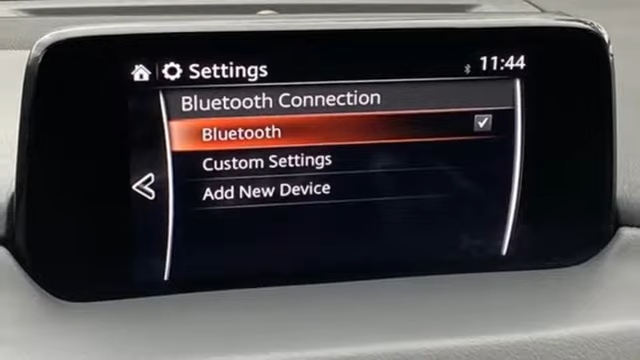 Settings
11:44
Bluetooth Connection
Bluetooth
Custom Settings
Add New Device